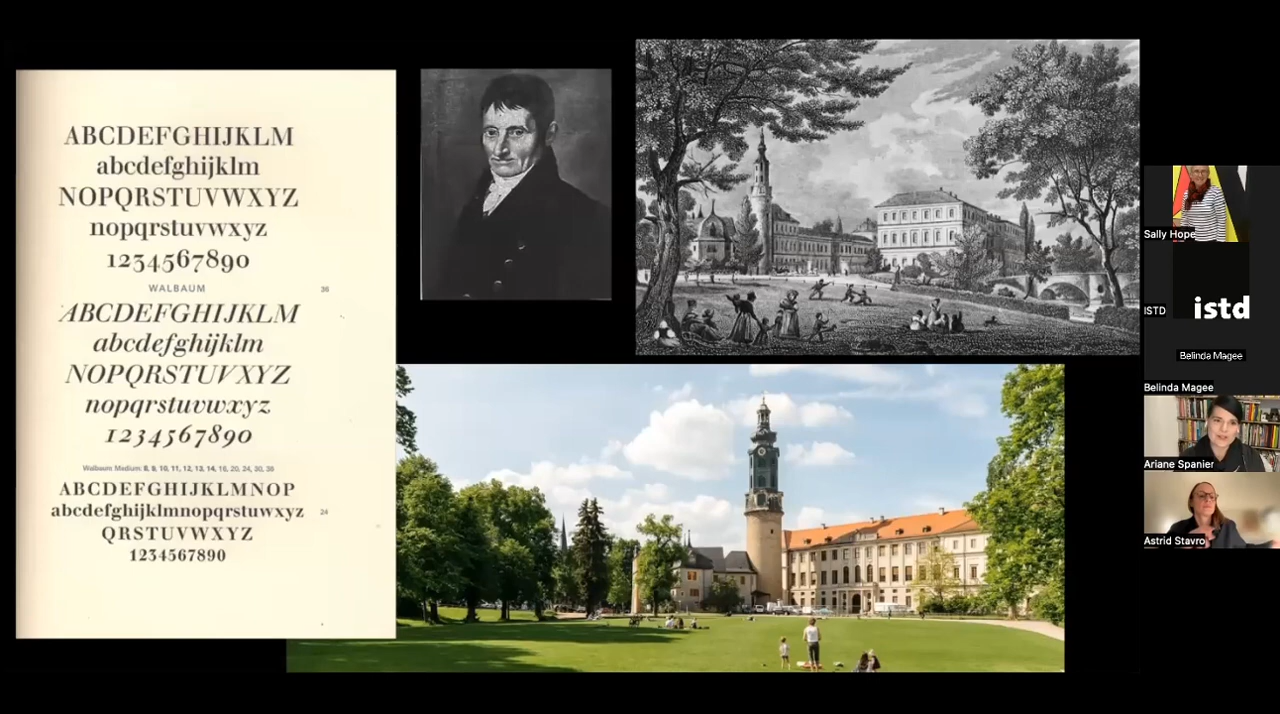 ABCDEFGHIJKLM
abcdefghijklm
NOPQRSTUVWXYZ
nopqrstuvwxyz
1234567890
WALBAUM
36
ABCDEFGHIJKLM
abcdefghijklm
NOPQRSTUVXYZ
nopqrstuvwxyz
1234567890
Walbaum Medium: 8, 9, 10, 11, 12, 13, 14, 16, 20, 24, 30, 36
ABCDEFGHIJKLMNOP
abcdefghijklmnopqrstuvwxyz
24
QRSTUVWXYZ
1234567890
Sally Hope
istd
ISTD
Belinda Magee
Belinda Magee
Ariane Spanier
Astrid Stavro